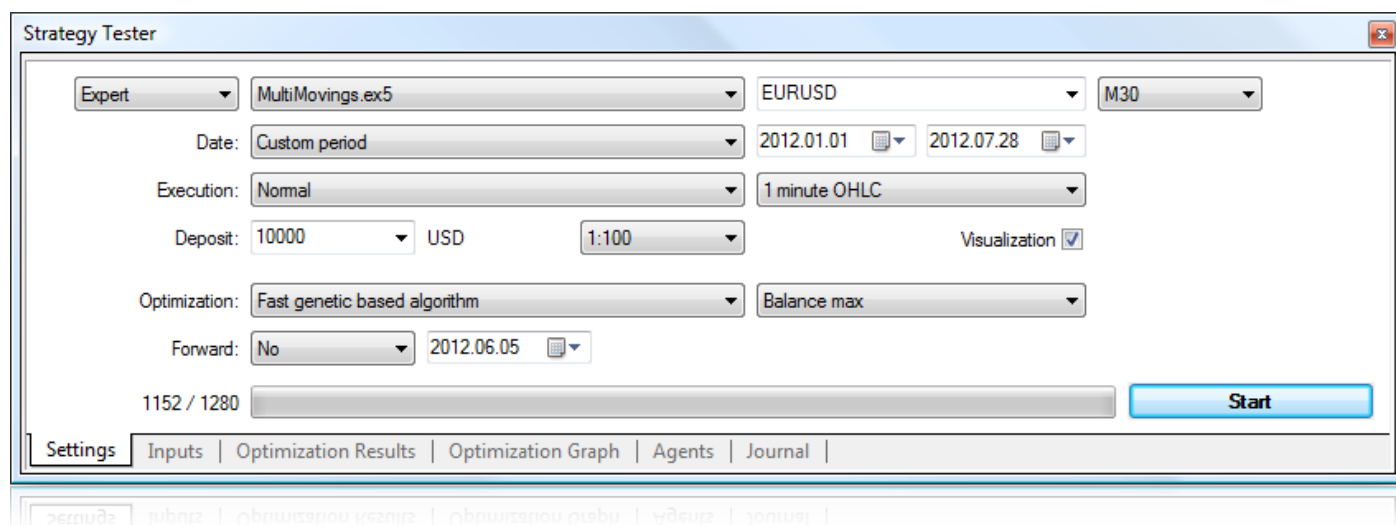 Strategy Tester
Expert MultiMovings.ex5 EURUSD M30
Date: Custom period 2012.01.01 2012.07.28
Execution: Normal 1 minute OHLC
Deposit: 10000 USD 1:100 Visualization
Optimization: Fast genetic based algorithm Balance max
Forward: No 2012.06.05
1152 / 1280 Start
Settings Inputs Optimization Results Optimization Graph Agents Journal